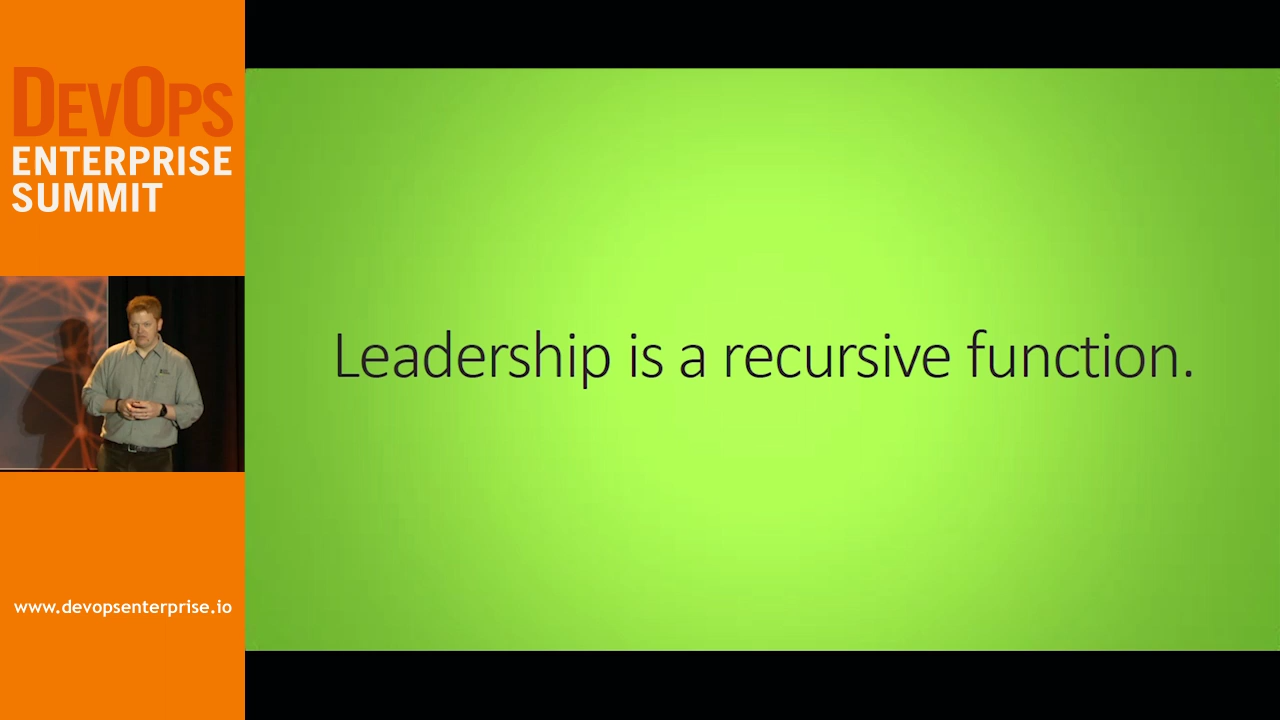 DEVOPS
ENTERPRISE
SUMMIT
Leadership is a recursive function.
www.devopsenterprise.io